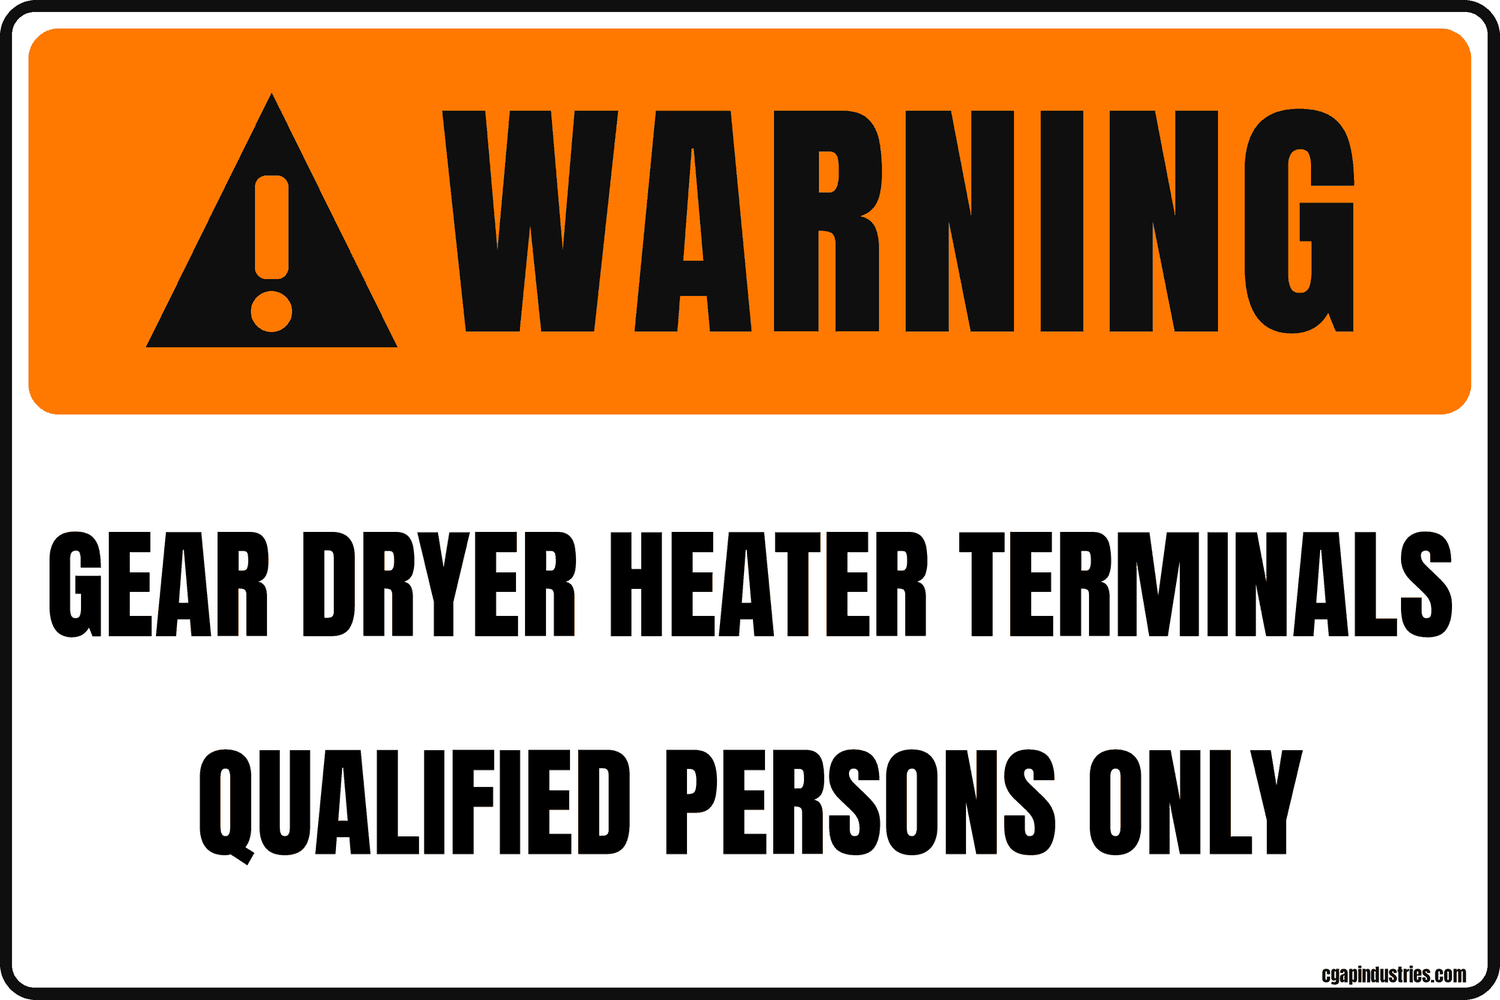 WARNING
GEAR DRYER HEATER TERMINALS
QUALIFIED PERSONS ONLY
cgapindustries.com